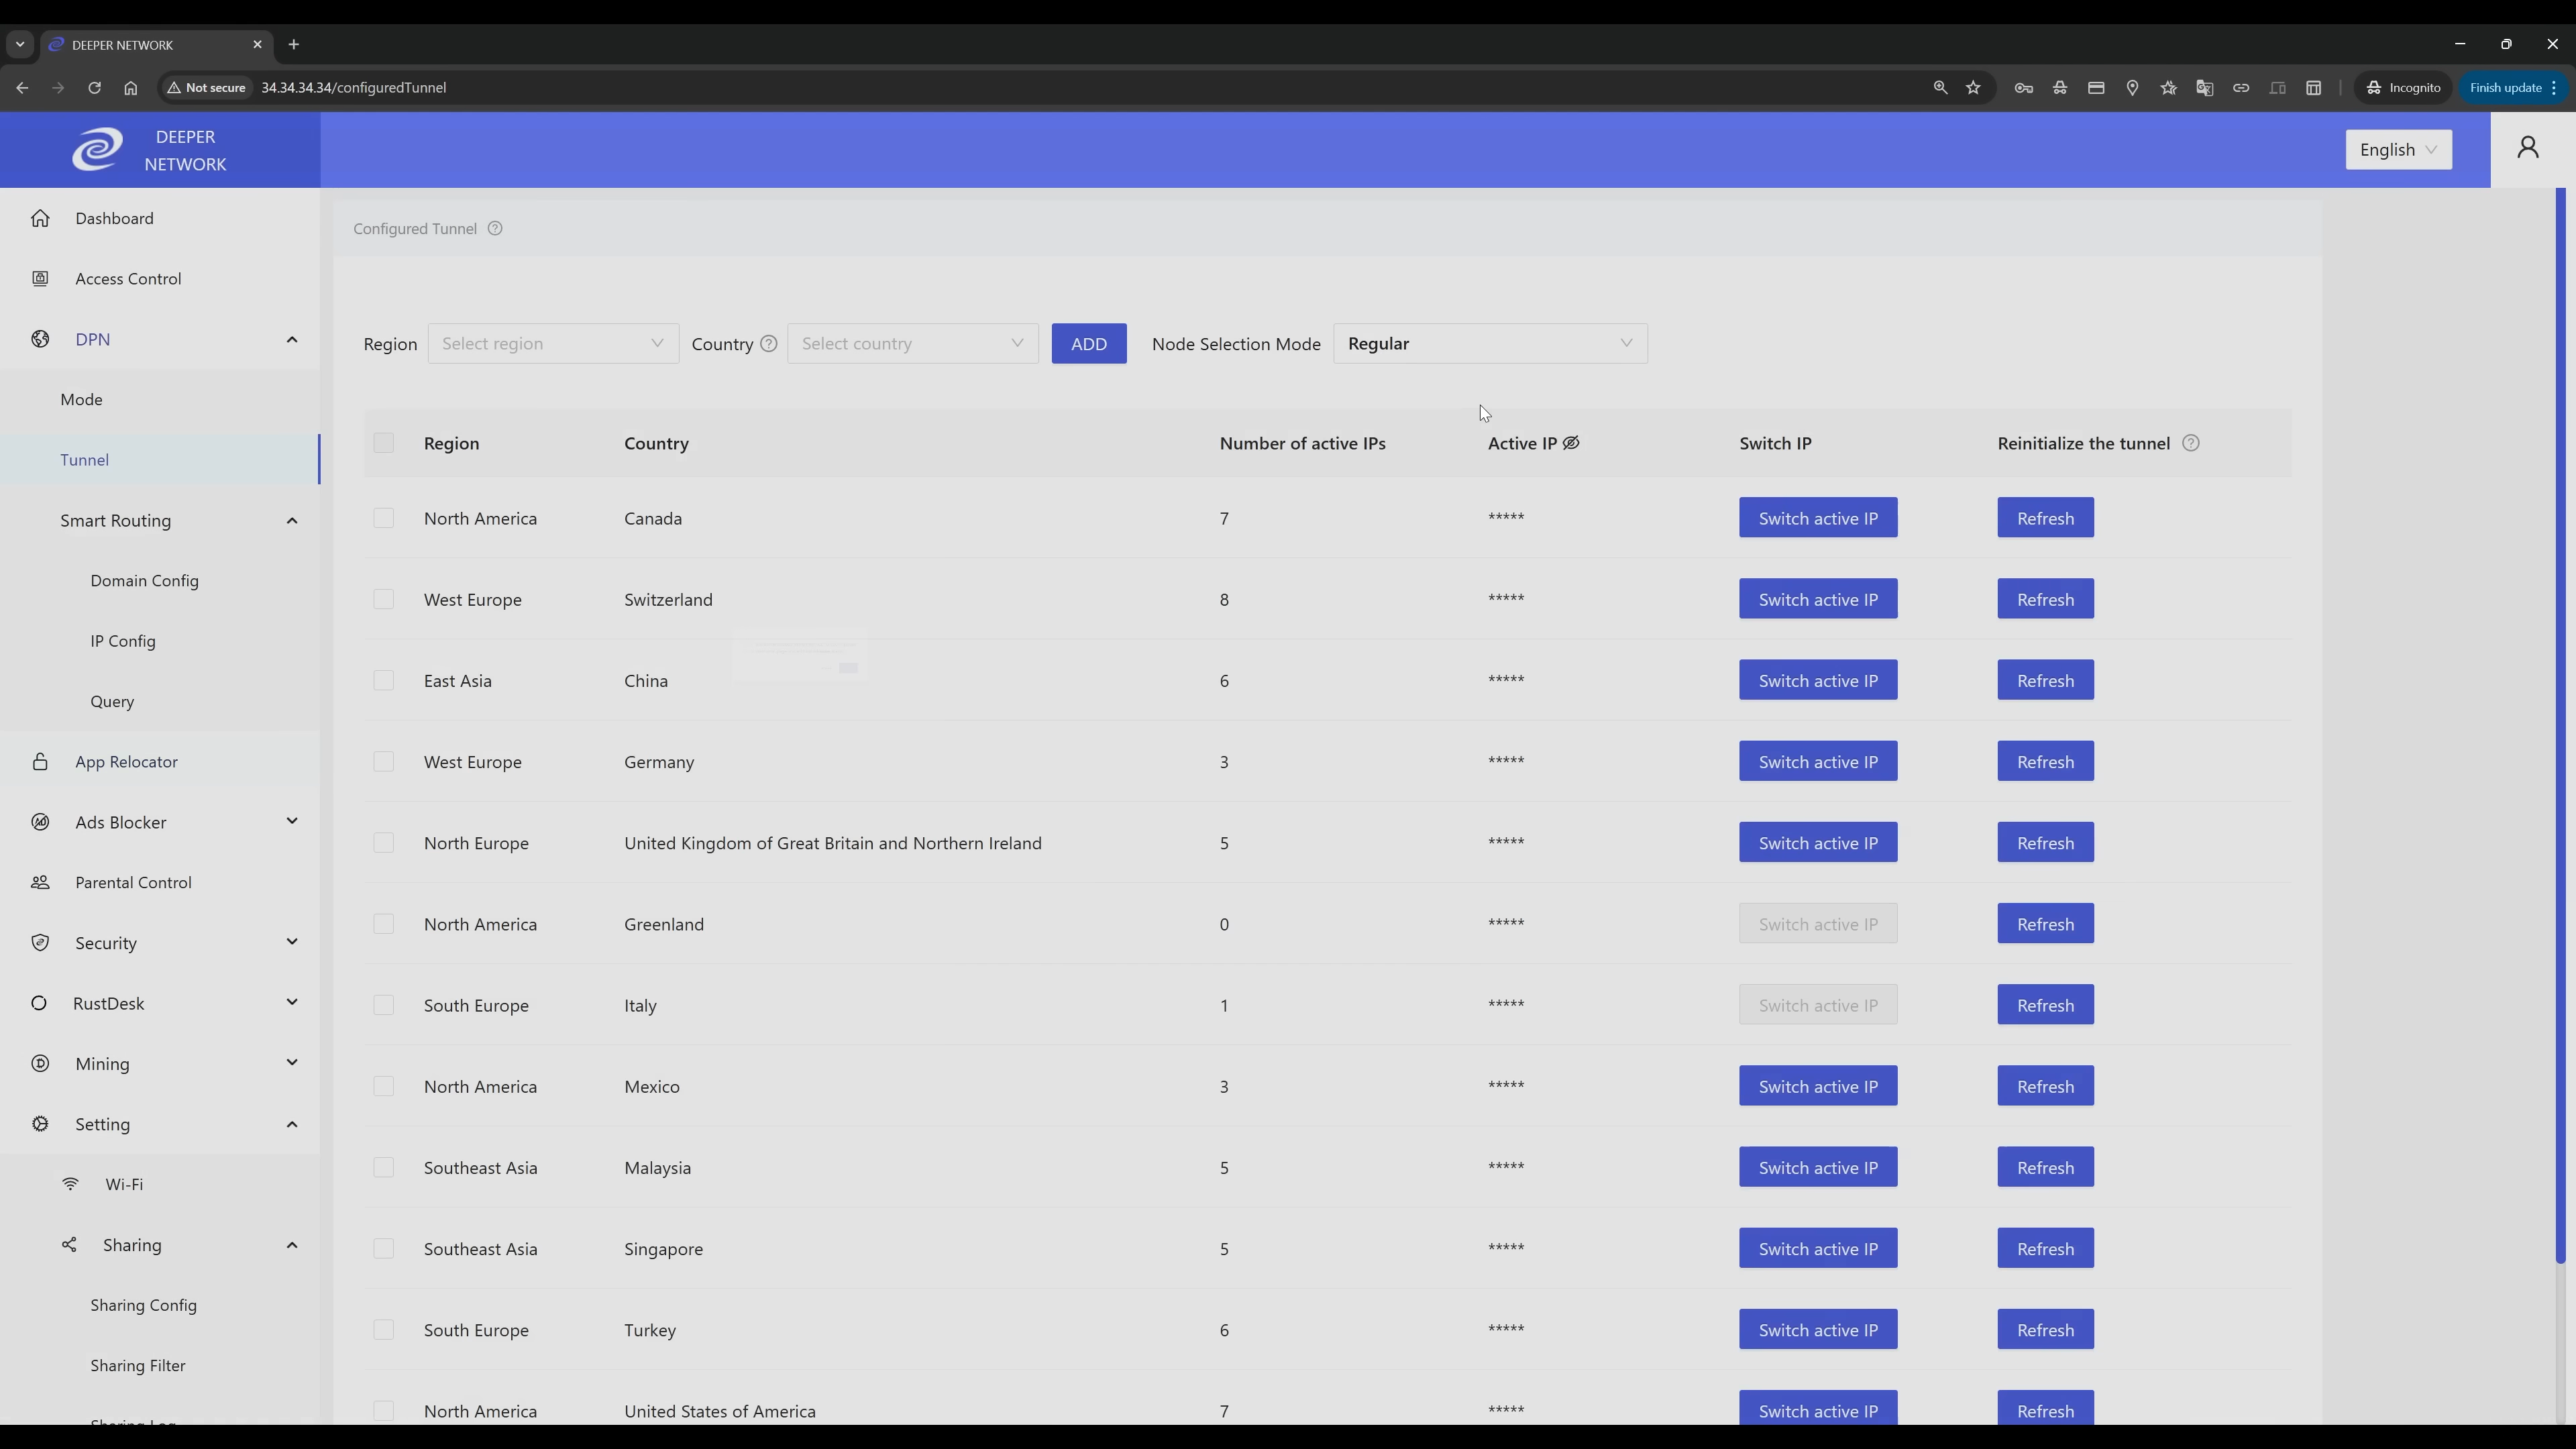 DEEPER NETWORK
Not secure 34.34.34.34/configuredTunnel Incognito Finish update
DEEPER
NETWORK
English
Dashboard
Access Control
DPN
Mode
Tunnel
Smart Routing
Domain Config
IP Config
Query
App Relocator
Ads Blocker
Parental Control
Security
RustDesk
Mining
Setting
Wi-Fi
Sharing
Sharing Config
Sharing Filter
Configured Tunnel
Region Select region Country Select country ADD Node Selection Mode Regular
Region Country Number of active IPs Active IP Switch IP Reinitialize the tunnel
North America Canada 7 ***** Switch active IP Refresh
West Europe Switzerland 8 ***** Switch active IP Refresh
East Asia China 6 ***** Switch active IP Refresh
West Europe Germany 3 ***** Switch active IP Refresh
North Europe United Kingdom of Great Britain and Northern Ireland 5 ***** Switch active IP Refresh
North America Greenland 0 ***** Switch active IP Refresh
South Europe Italy 1 ***** Switch active IP Refresh
North America Mexico 3 ***** Switch active IP Refresh
Southeast Asia Malaysia 5 ***** Switch active IP Refresh
Southeast Asia Singapore 5 ***** Switch active IP Refresh
South Europe Turkey 6 ***** Switch active IP Refresh
North America United States of America 7 ***** Switch active IP Refresh